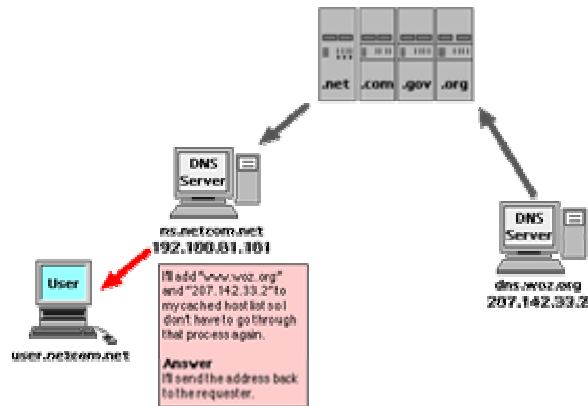 .net .com .gov .org
DNS
Server
ns.netcom.net
192.100.81.101
DNS
Server
dns.woz.org
207.142.33.2
User
user.netcom.net
I'll add "www.woz.org"
and "207.142.33.2" to
my cached host list so I
don't have to go through
that process again.
Answer
I'll send the address back
to the requester.